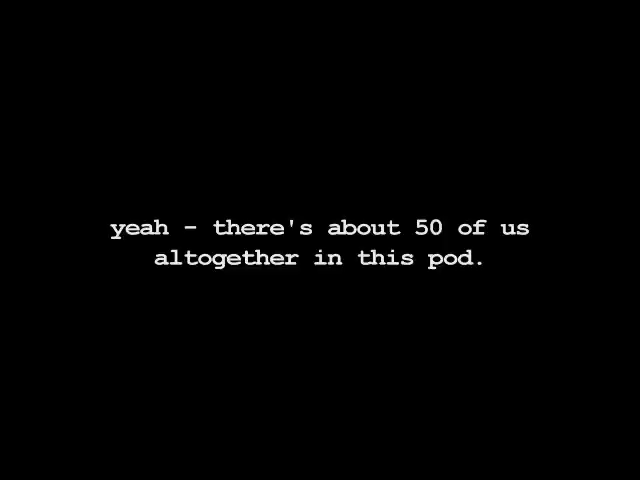 yeah - there's about 50 of us
altogether in this pod.